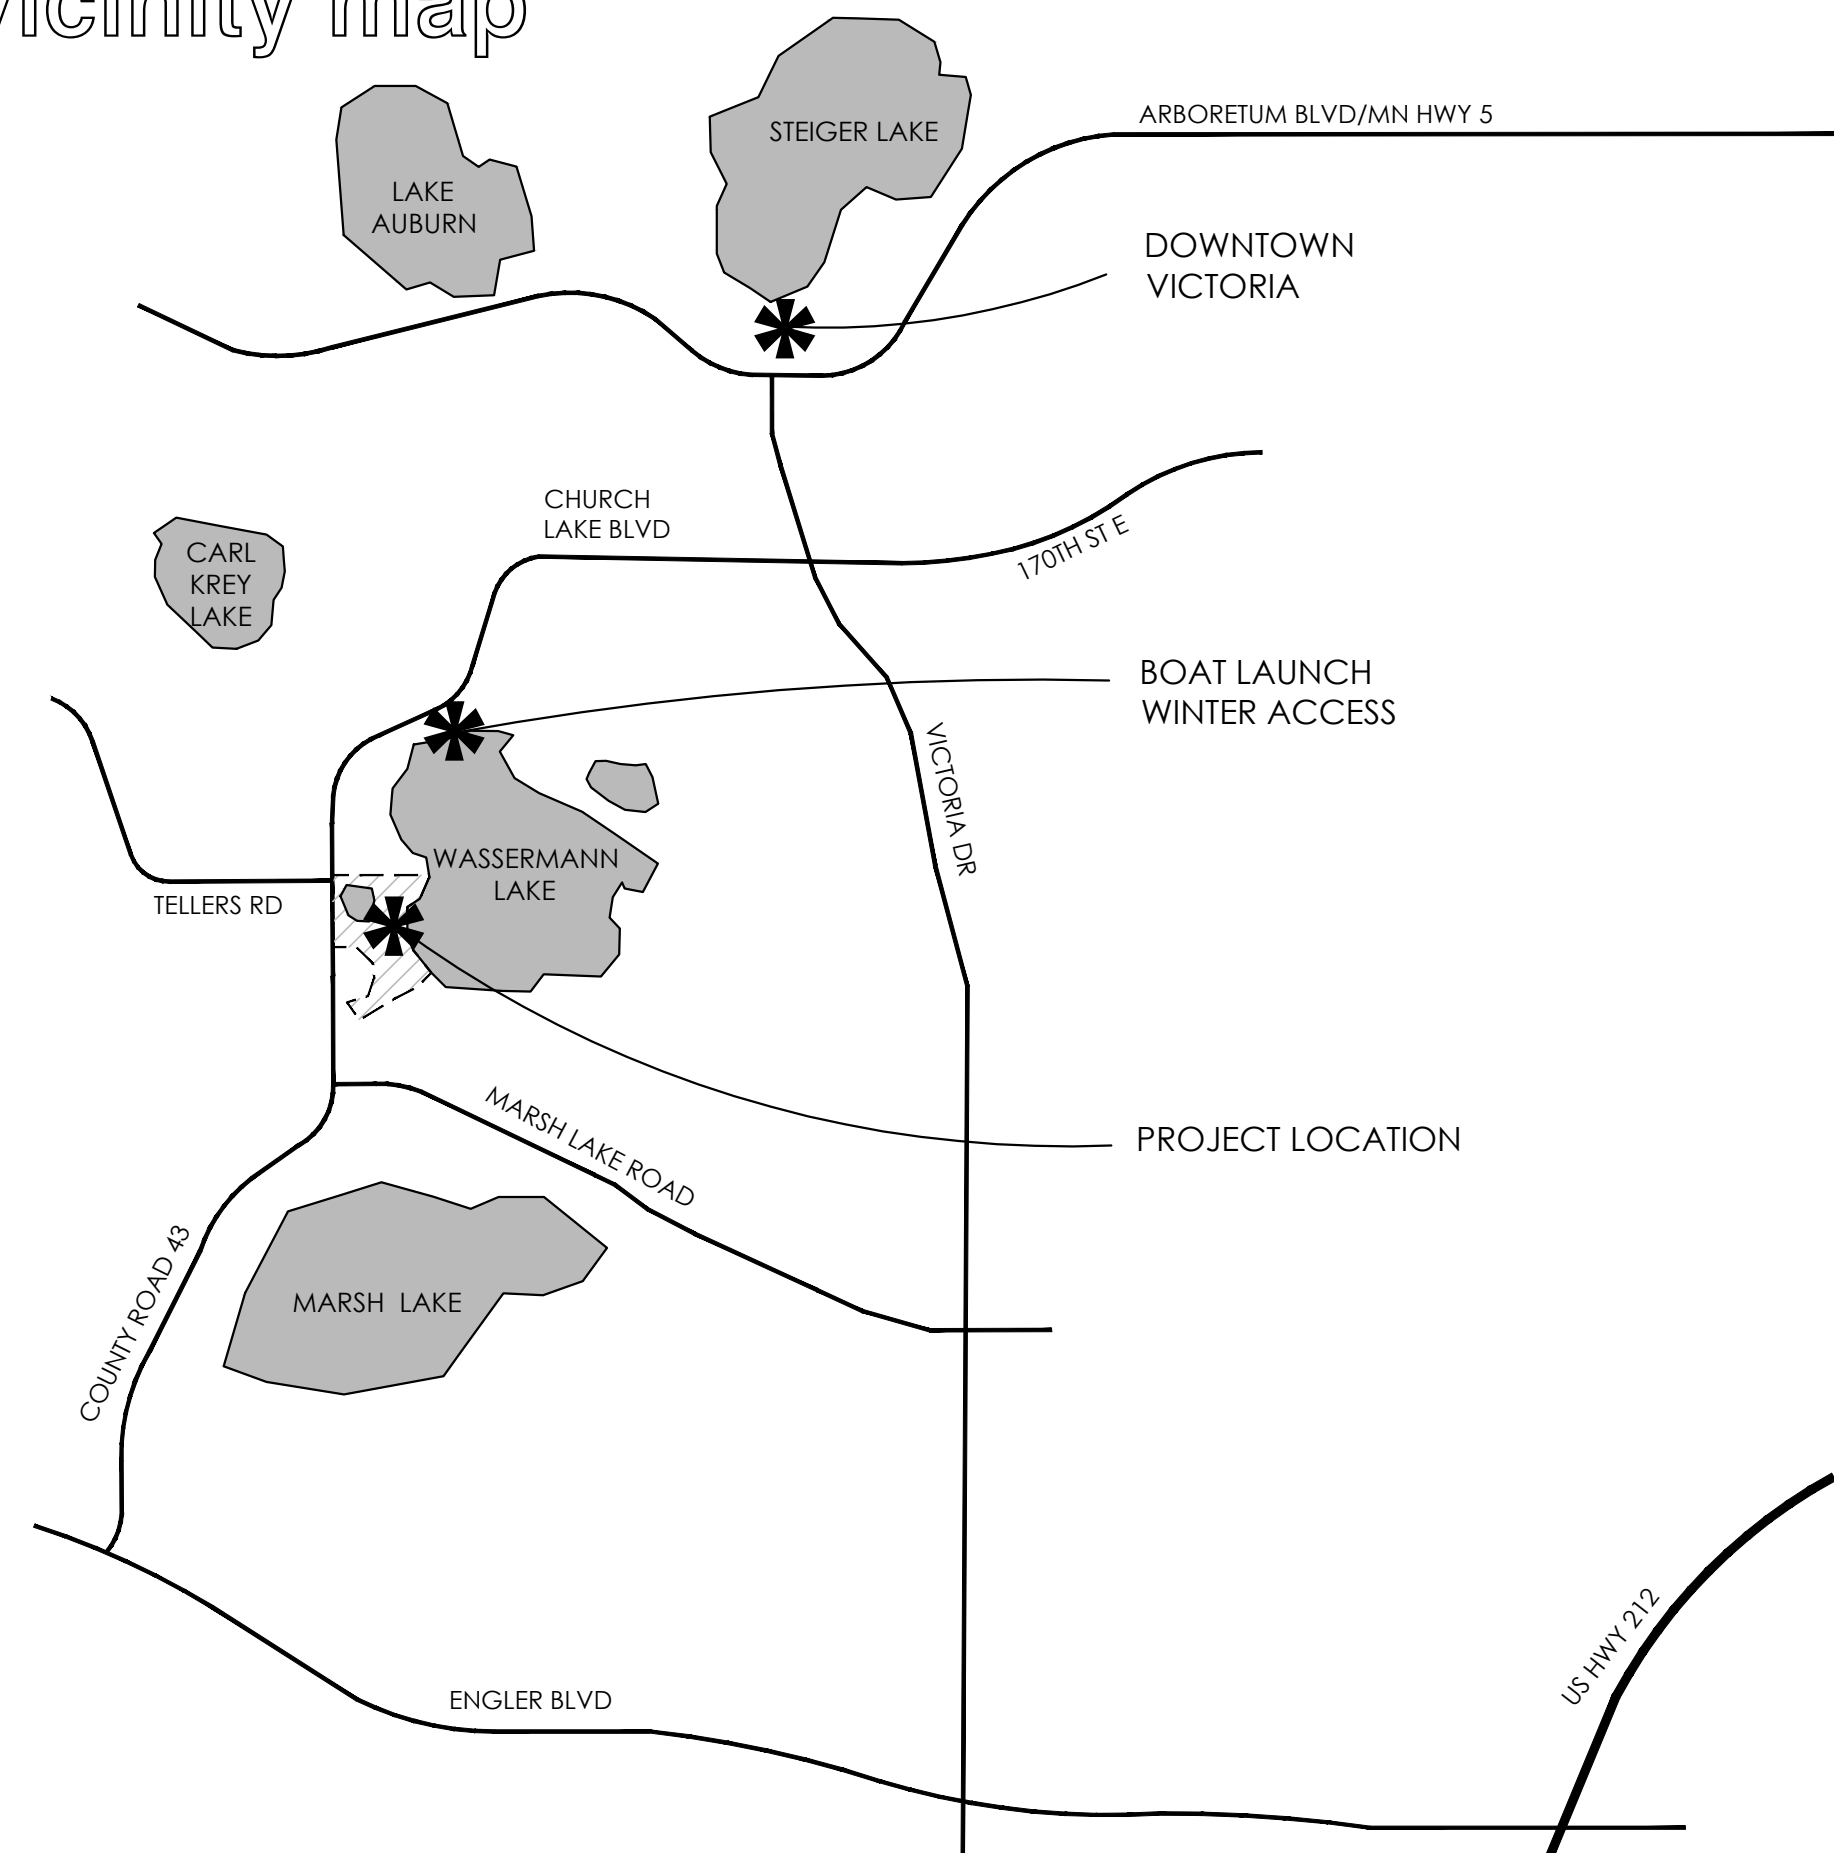 vicinity map
STEIGER LAKE
ARBORETUM BLVD/MN HWY 5
LAKE
AUBURN
DOWNTOWN
VICTORIA
CHURCH
LAKE BLVD
170TH ST E
CARL
KREY
LAKE
BOAT LAUNCH
WINTER ACCESS
VICTORIA DR
WASSERMANN
LAKE
TELLERS RD
MARSH LAKE ROAD
PROJECT LOCATION
COUNTY ROAD 43
MARSH LAKE
US HWY 212
ENGLER BLVD